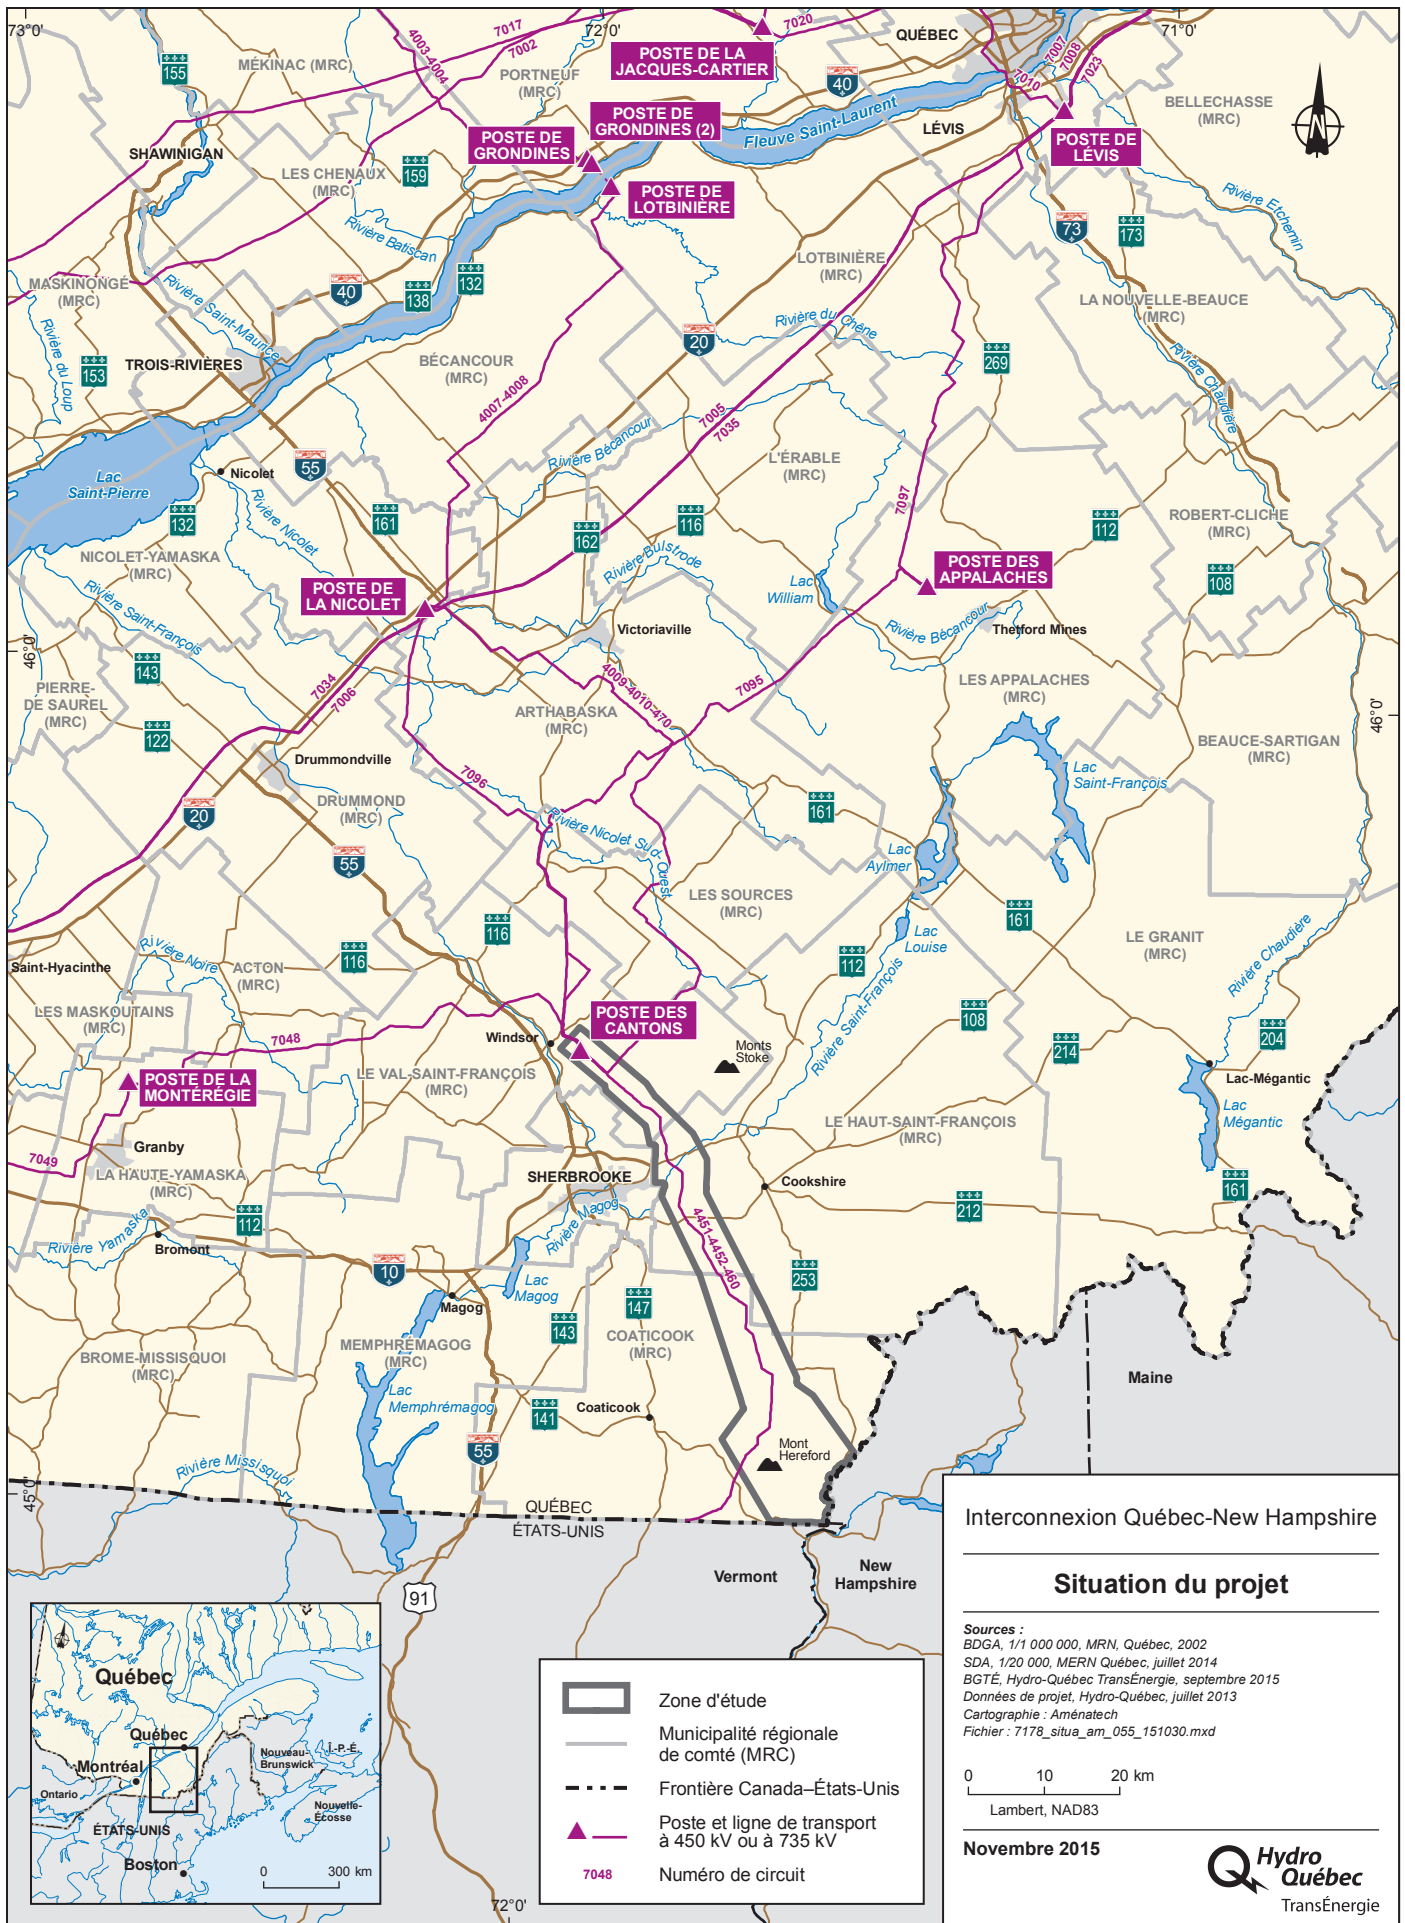 73°0'
72°0'
71°0'
7020
7017
7002
4003-4004
155
MÉKINAC (MRC)
PORTNEUF
(MRC)
POSTE DE LA
JACQUES-CARTIER
QUÉBEC
7007
7008
7023
7010
40
BELLECHASSE
(MRC)
Fleuve Saint-Laurent
LÉVIS
POSTE DE
LÉVIS
POSTE DE
GRONDINES (2)
POSTE DE
GRONDINES
SHAWINIGAN
LES CHENAUX
(MRC)
159
POSTE DE
LOTBINIÈRE
Rivière Etchemin
Rivière Batiscan
73
173
LOTBINIÈRE
(MRC)
132
MASKINONGÉ
(MRC)
40
138
Rivière Saint-Maurice
LA NOUVELLE-BEAUCE
(MRC)
Rivière du Chêne
Rivière du Loup
20
TROIS-RIVIÈRES
153
BÉCANCOUR
(MRC)
269
Rivière Chaudière
4007-4008
7005
7035
Rivière Bécancour
L'ÉRABLE
(MRC)
55
Nicolet
Lac
Saint-Pierre
7097
132
161
Rivière Nicolet
116
162
112
ROBERT-CLICHE
(MRC)
NICOLET-YAMASKA
(MRC)
Rivière Bulstrode
POSTE DES
APPALACHES
108
POSTE DE
LA NICOLET
Lac
William
Rivière Saint-François
Rivière Bécancour
Victoriaville
Thetford Mines
46°0'
143
4009-4010-470
7095
LES APPALACHES
(MRC)
PIERRE-
DE SAUREL
(MRC)
7034
7006
ARTHABASKA
(MRC)
46°0'
122
BEAUCE-SARTIGAN
(MRC)
Drummondville
7096
Lac
Saint-François
DRUMMOND
(MRC)
20
161
Rivière Nicolet Sud-Ouest
55
Lac
Aylmer
LES SOURCES
(MRC)
161
116
Lac
Louise
LE GRANIT
(MRC)
Rivière Chaudière
Rivière Noire
116
112
Saint-Hyacinthe
ACTON
(MRC)
Rivière Saint-François
LES MASKOUTAINS
(MRC)
POSTE DES
CANTONS
108
7048
Windsor
Monts
Stoke
214
204
POSTE DE LA
MONTÉRÉGIE
LE VAL-SAINT-FRANÇOIS
(MRC)
Lac-Mégantic
Lac
Mégantic
LE HAUT-SAINT-FRANÇOIS
(MRC)
Granby
7049
LA HAUTE-YAMASKA
(MRC)
SHERBROOKE
Cookshire
161
112
212
4451-4452-460
Rivière Magog
Rivière Yamaska
Bromont
10
Lac
Magog
253
Magog
147
143
COATICOOK
(MRC)
MEMPHRÉMAGOG
(MRC)
BROME-MISSISQUOI
(MRC)
Maine
Lac
Memphrémagog
141
Coaticook
55
Mont
Hereford
Rivière Missisquoi
45°0'
QUÉBEC
ÉTATS-UNIS
Vermont
New
Hampshire
91
72°0'
Québec
Québec
Montréal
Ontario
ÉTATS-UNIS
Boston
Nouveau-
Brunswick
Î.-P.-É.
Nouvelle-
Écosse
0 300 km
Zone d'étude
Municipalité régionale
de comté (MRC)
Frontière Canada–États-Unis
Poste et ligne de transport
à 450 kV ou à 735 kV
7048 Numéro de circuit
Interconnexion Québec-New Hampshire
Situation du projet
Sources :
BDGA, 1/1 000 000, MRN, Québec, 2002
SDA, 1/20 000, MERN Québec, juillet 2014
BGTÉ, Hydro-Québec TransÉnergie, septembre 2015
Données de projet, Hydro-Québec, juillet 2013
Cartographie : Aménatech
Fichier : 7178_situa_am_055_151030.mxd
0 10 20 km
Lambert, NAD83
Novembre 2015
Hydro
Québec
TransÉnergie